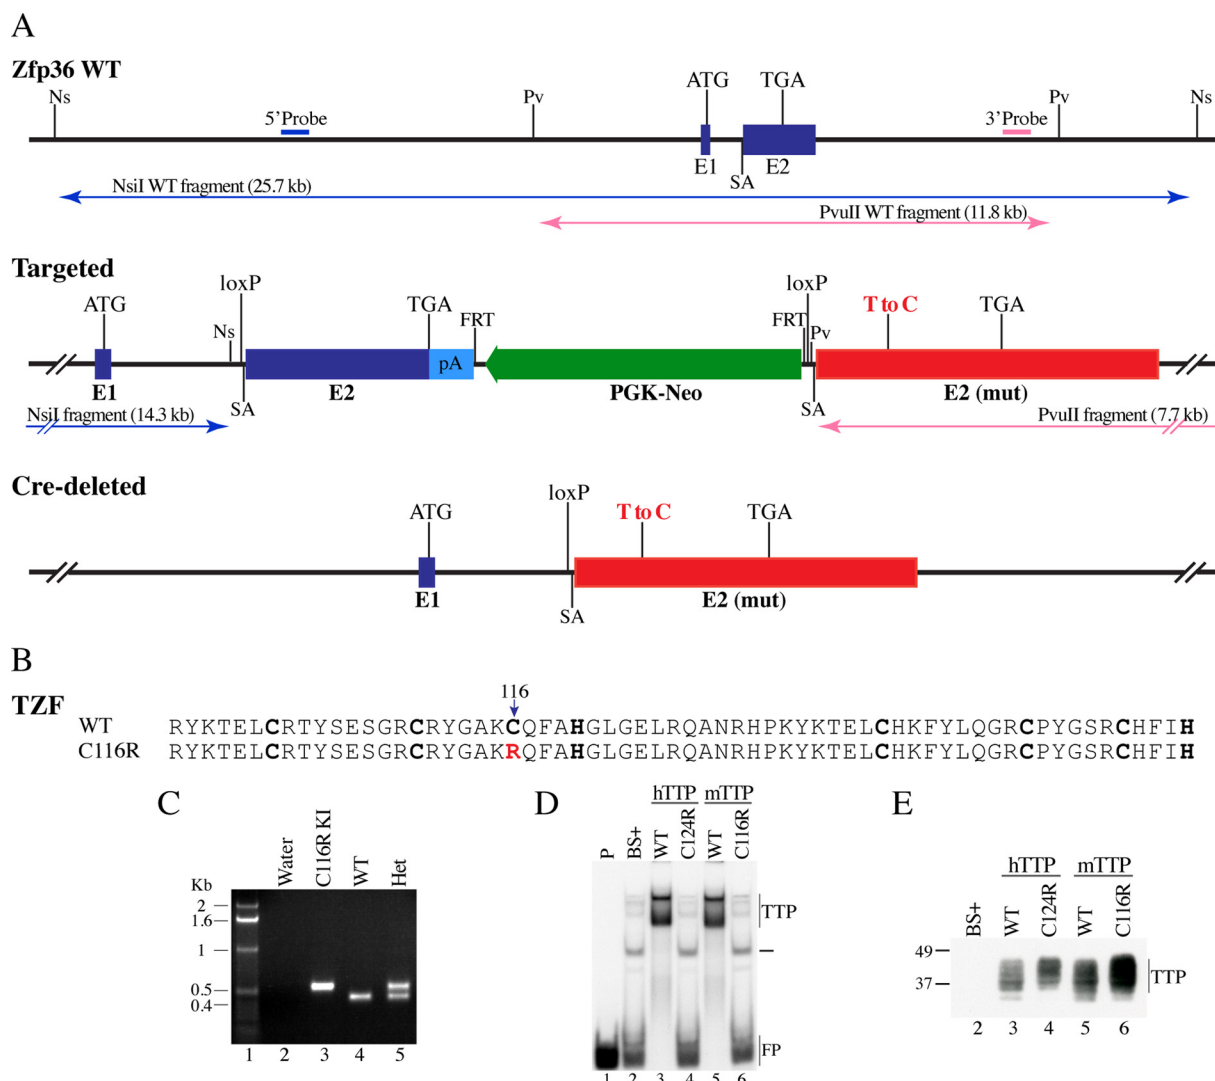 A
Zfp36 WT
Ns Pv ATG TGA Pv Ns
5'Probe 3'Probe
E1 E2
SA
NsiI WT fragment (25.7 kb)
PvuII WT fragment (11.8 kb)
Targeted
loxP loxP
ATG TGA T to C TGA
Ns FRT FRT Pv
pA
E1 E2 PGK-Neo E2 (mut)
SA SA
NsiI fragment (14.3 kb) PvuII fragment (7.7 kb)
Cre-deleted
loxP
ATG T to C TGA
E1 E2 (mut)
SA
B
TZF
116
WT RYKTELCRTYSESGRCRYGAKCQFAHGLGELRQANRHPKYKTELCHKFYLQGRCPYGSRCHFIH
C116R RYKTELCRTYSESGRCRYGAKRQFAHGLGELRQANRHPKYKTELCHKFYLQGRCPYGSRCHFIH
C
Water C116R KI WT Het
Kb
2
1.6
1
0.5
0.4
1 2 3 4 5
D
hTTP mTTP
P BS+ WT C124R WT C116R
TTP
FP
1 2 3 4 5 6
E
hTTP mTTP
BS+ WT C124R WT C116R
49
37
TTP
2 3 4 5 6